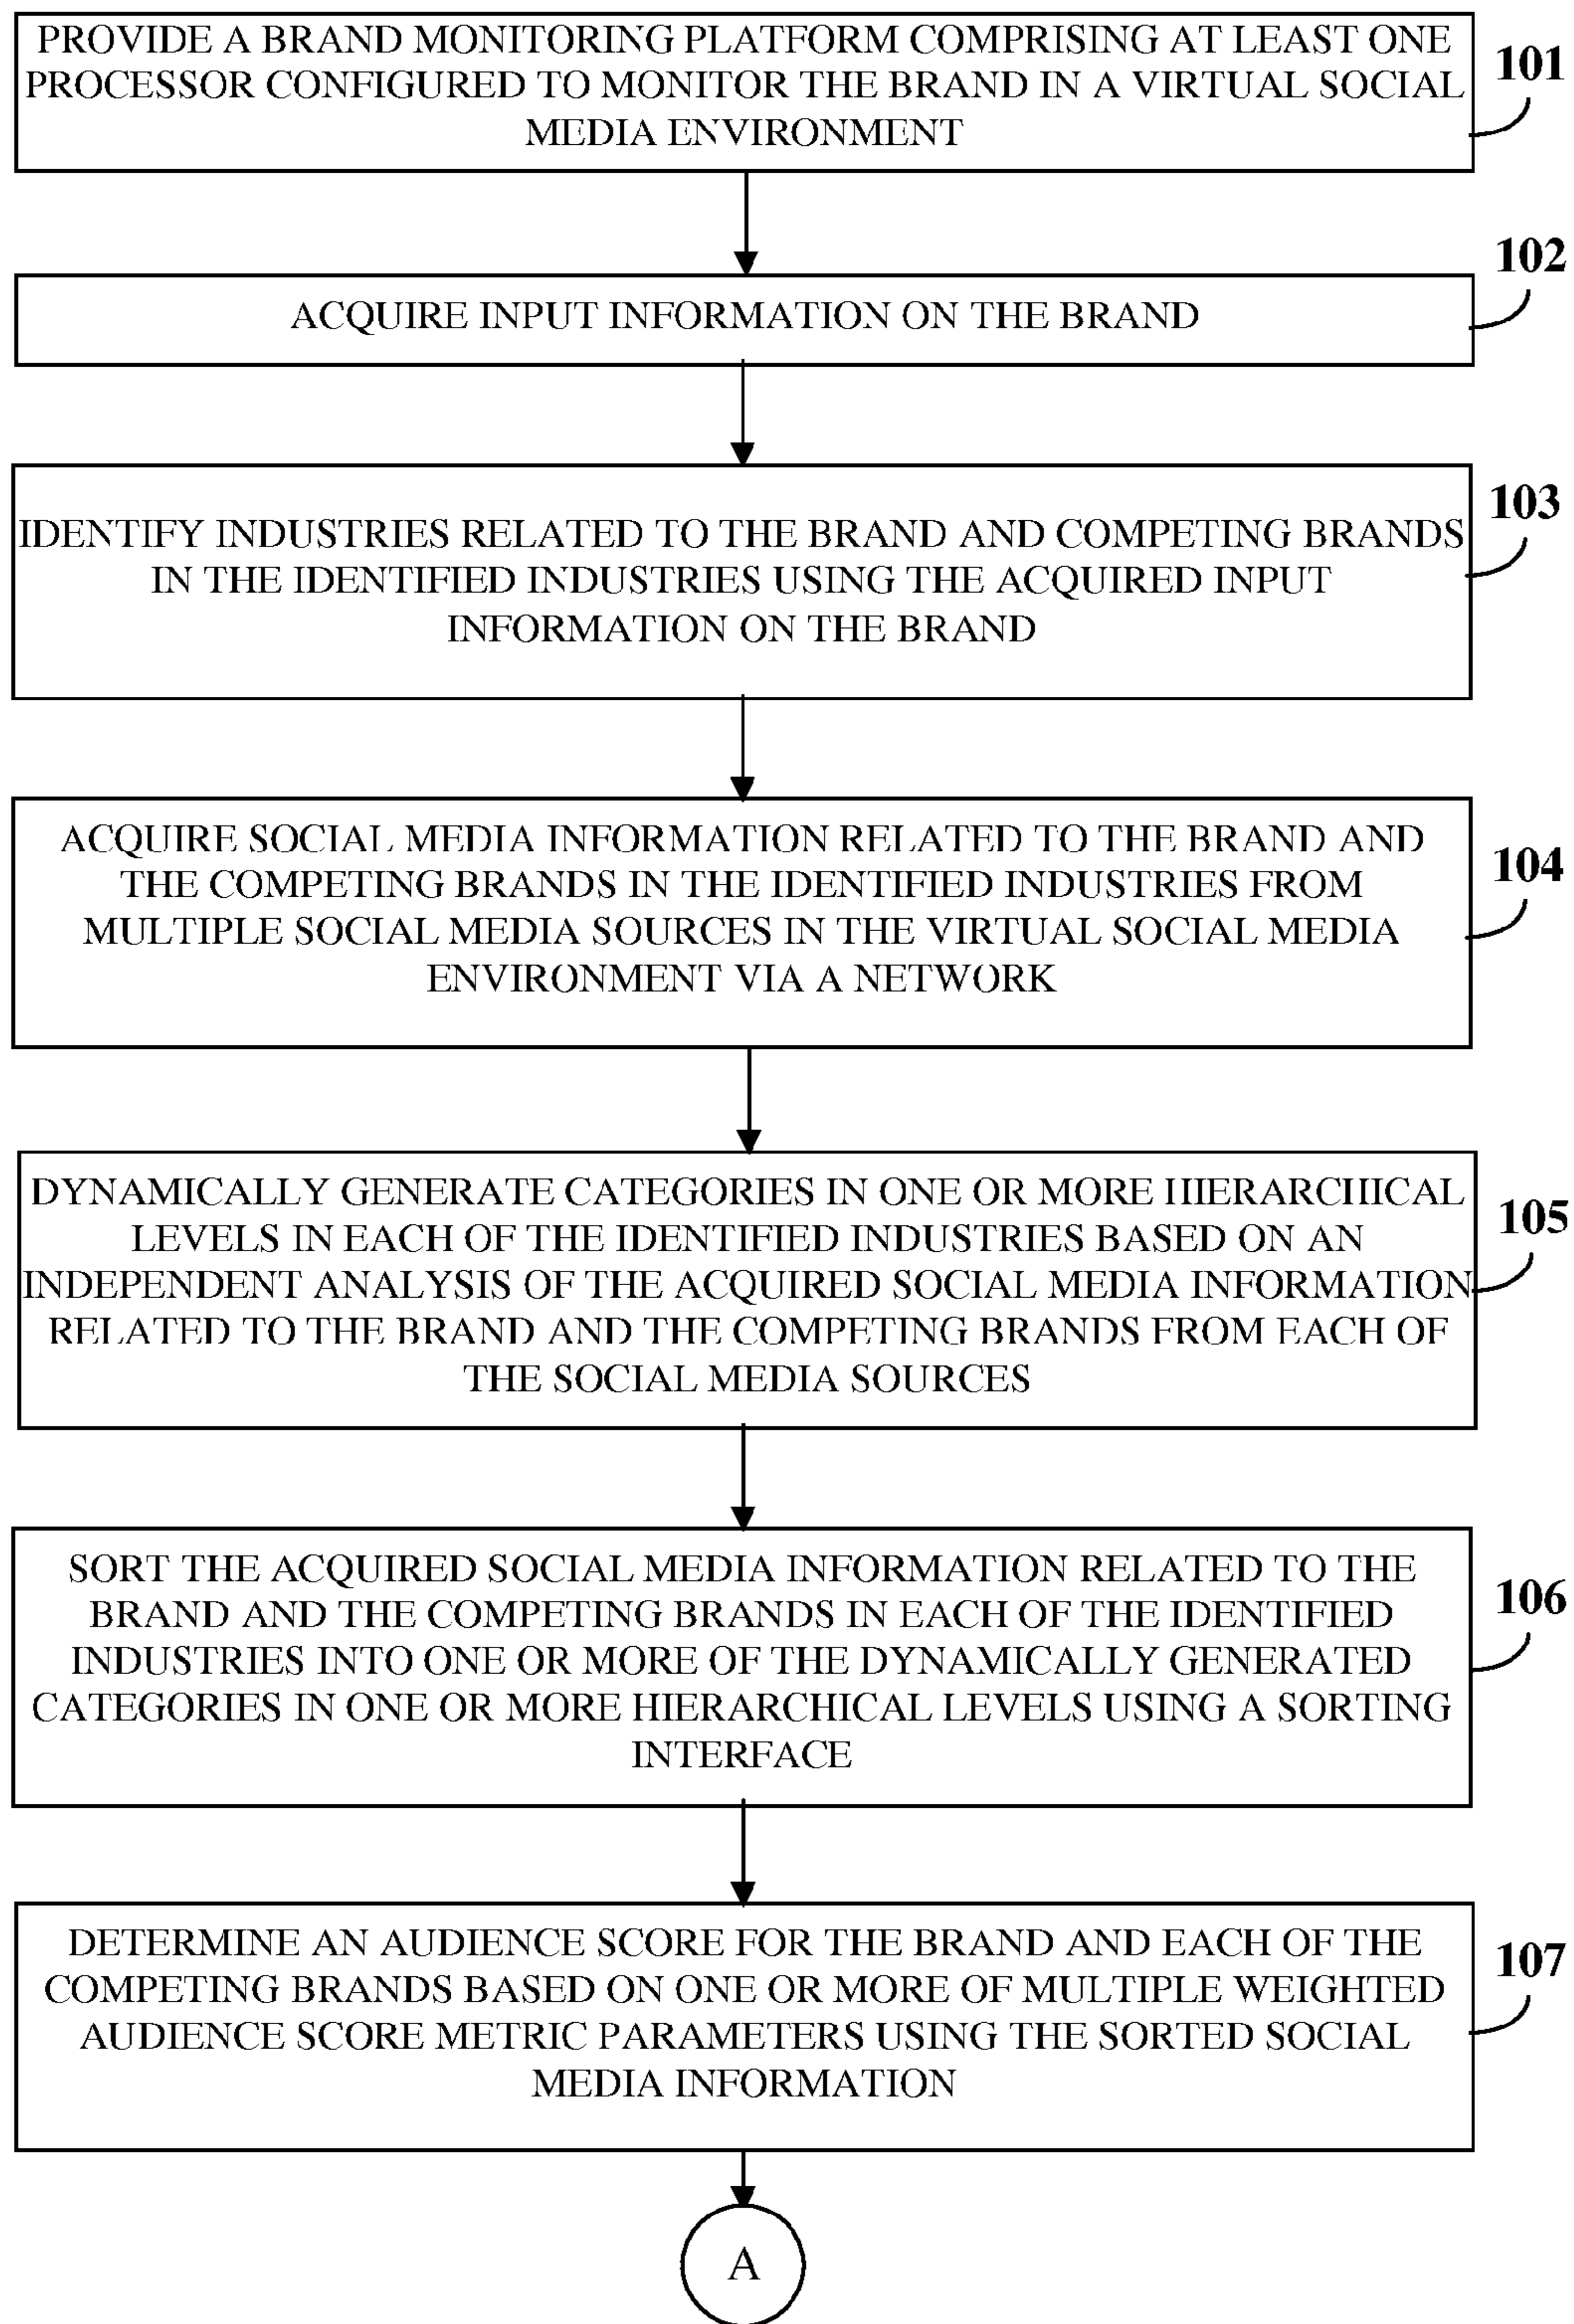 PROVIDE A BRAND MONITORING PLATFORM COMPRISING AT LEAST ONE
PROCESSOR CONFIGURED TO MONITOR THE BRAND IN A VIRTUAL SOCIAL
MEDIA ENVIRONMENT
101
102
ACQUIRE INPUT INFORMATION ON THE BRAND
103
IDENTIFY INDUSTRIES RELATED TO THE BRAND AND COMPETING BRANDS
IN THE IDENTIFIED INDUSTRIES USING THE ACQUIRED INPUT
INFORMATION ON THE BRAND
104
ACQUIRE SOCIAL MEDIA INFORMATION RELATED TO THE BRAND AND
THE COMPETING BRANDS IN THE IDENTIFIED INDUSTRIES FROM
MULTIPLE SOCIAL MEDIA SOURCES IN THE VIRTUAL SOCIAL MEDIA
ENVIRONMENT VIA A NETWORK
105
DYNAMICALLY GENERATE CATEGORIES IN ONE OR MORE HIERARCHICAL
LEVELS IN EACH OF THE IDENTIFIED INDUSTRIES BASED ON AN
INDEPENDENT ANALYSIS OF THE ACQUIRED SOCIAL MEDIA INFORMATION
RELATED TO THE BRAND AND THE COMPETING BRANDS FROM EACH OF
THE SOCIAL MEDIA SOURCES
106
SORT THE ACQUIRED SOCIAL MEDIA INFORMATION RELATED TO THE
BRAND AND THE COMPETING BRANDS IN EACH OF THE IDENTIFIED
INDUSTRIES INTO ONE OR MORE OF THE DYNAMICALLY GENERATED
CATEGORIES IN ONE OR MORE HIERARCHICAL LEVELS USING A SORTING
INTERFACE
107
DETERMINE AN AUDIENCE SCORE FOR THE BRAND AND EACH OF THE
COMPETING BRANDS BASED ON ONE OR MORE OF MULTIPLE WEIGHTED
AUDIENCE SCORE METRIC PARAMETERS USING THE SORTED SOCIAL
MEDIA INFORMATION
A